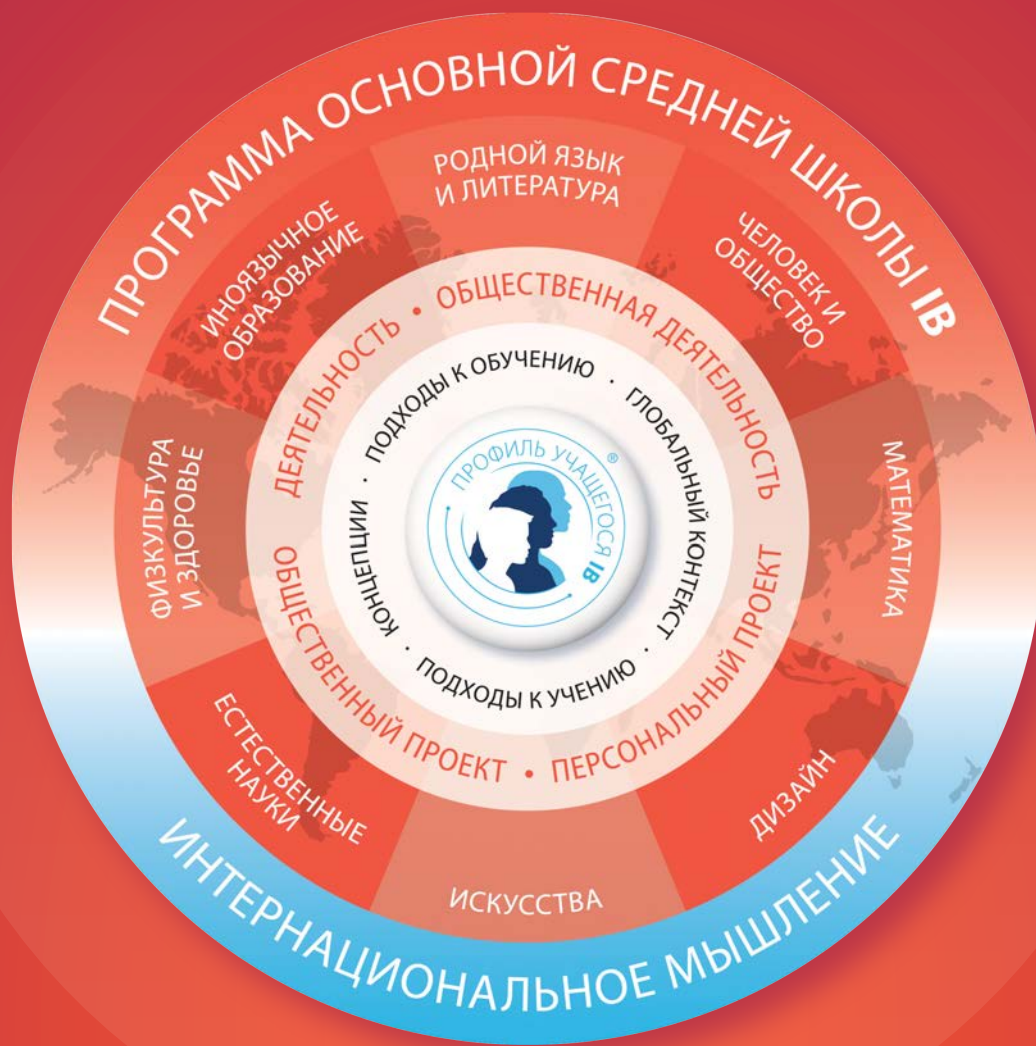 ПРОГРАММА ОСНОВНОЙ СРЕДНЕЙ ШКОЛЫ IB
РОДНОЙ ЯЗЫК
И ЛИТЕРАТУРА
ЧЕЛОВЕК И
ОБЩЕСТВО
МАТЕМАТИКА
ДИЗАЙН
ИСКУССТВА
ЕСТЕСТВЕННЫЕ
НАУКИ
ФИЗКУЛЬТУРА
И ЗДОРОВЬЕ
ИНОЯЗЫЧНОЕ
ОБРАЗОВАНИЕ
ДЕЯТЕЛЬНОСТЬ • ОБЩЕСТВЕННАЯ ДЕЯТЕЛЬНОСТЬ
ОБЩЕСТВЕННЫЙ ПРОЕКТ • ПЕРСОНАЛЬНЫЙ ПРОЕКТ
ПОДХОДЫ К ОБУЧЕНИЮ · ГЛОБАЛЬНЫЙ КОНТЕКСТ ·
ПОДХОДЫ К УЧЕНИЮ · КОНЦЕПЦИИ ·
ПРОФИЛЬ УЧАЩЕГОСЯ IB ®
ИНТЕРНАЦИОНАЛЬНОЕ МЫШЛЕНИЕ